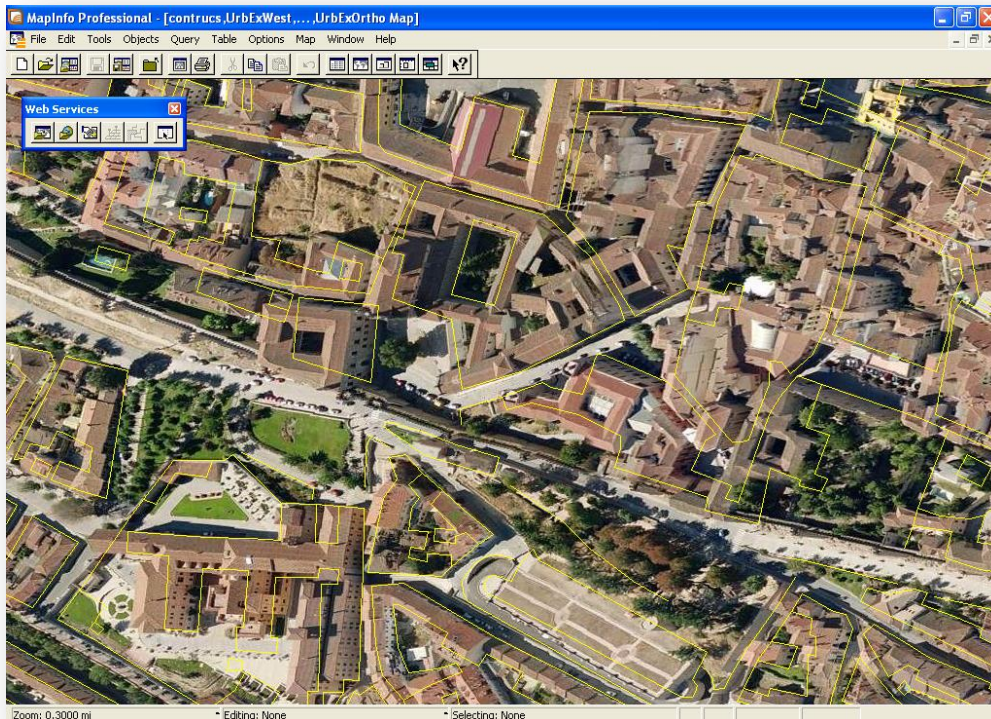 MapInfo Professional - [contrucs,UrbExWest,...,UrbExOrtho Map]
File Edit Tools Objects Query Table Options Map Window Help
Web Services
Zoom: 0.3000 mi Editing: None Selecting: None